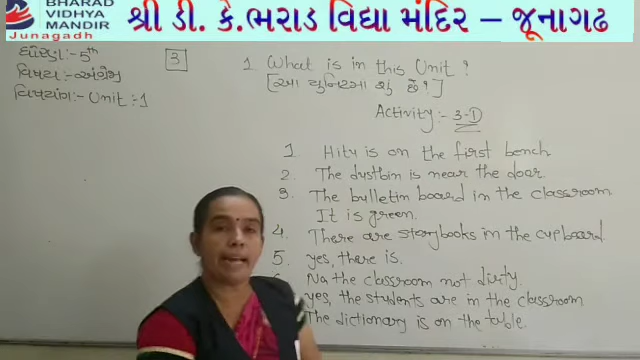 BHARAD
VIDHYA
MANDIR
Junagadh
શ્રી ડી. કે.ભરાડ વિદ્યા મંદિર – જૂનાગઢ
ધોરણ :- 5th
વિષય :- અંગ્રેજી
વિષયાંગ :- Unit :- 1
3
1 What is in this Unit ?
[આ યુનિટમા શું છે ?]
Activity :- 3-D
1. Hitu is on the first bench
2. The dustbin is near the door.
3. The bulletin board in the classroom
It is green.
4. There are storybooks in the cupboard
5. yes, there is.
6. No the classroom not dirty.
yes, the students are in the classroom
The dictionary is on the table.